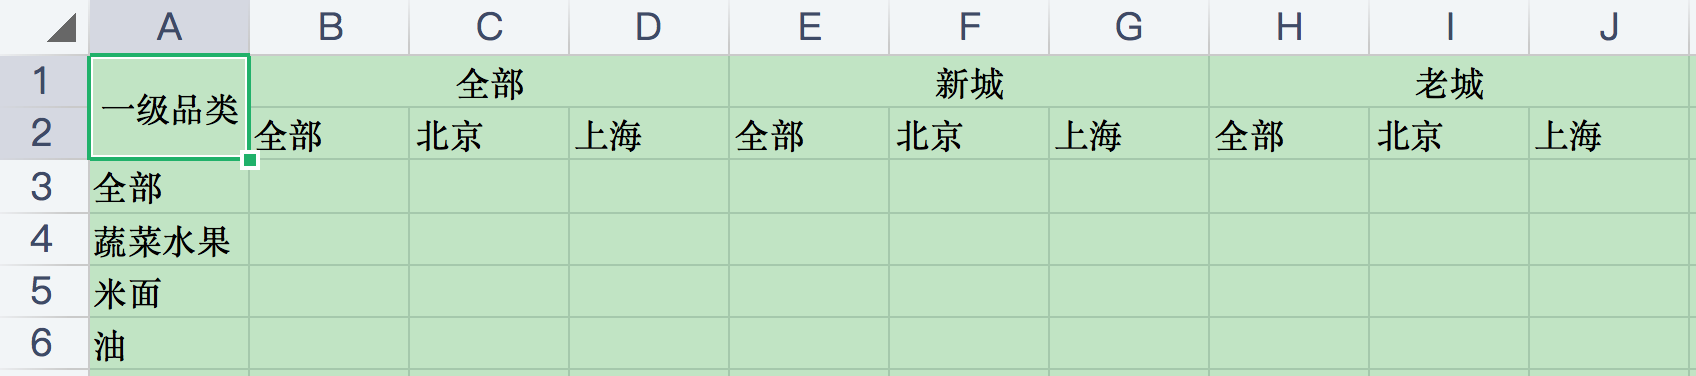 A B C D E F G H I J
1 一级品类 全部 新城 老城
2 全部 北京 上海 全部 北京 上海 全部 北京 上海
3 全部
4 蔬菜水果
5 米面
6 油